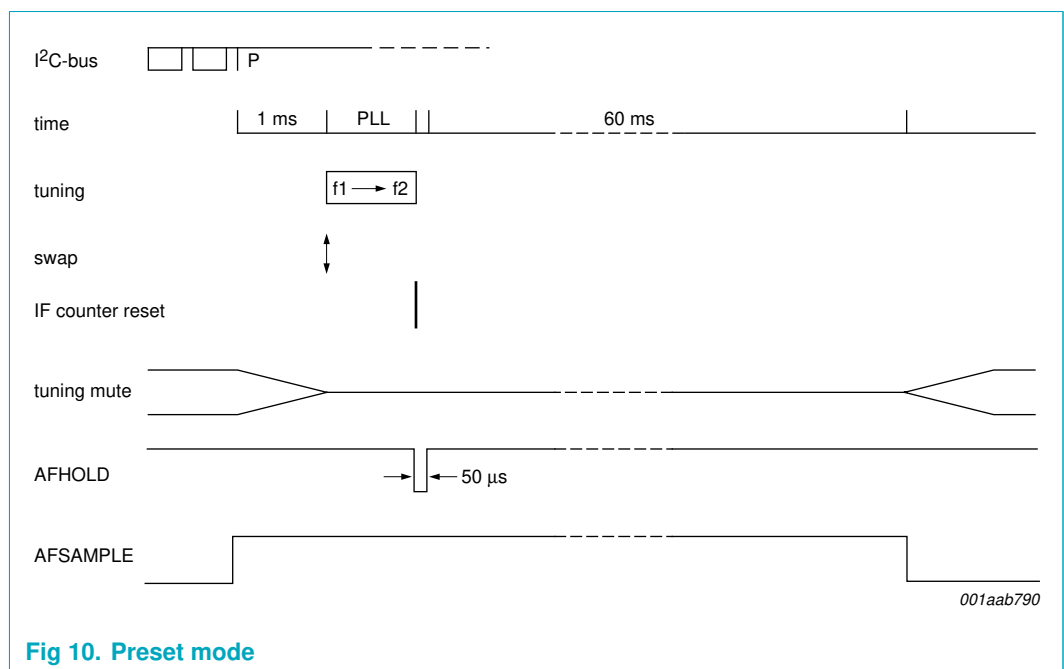 I²C-bus P
time 1 ms PLL 60 ms
tuning f1 f2
swap
IF counter reset
tuning mute
AFHOLD 50 μs
AFSAMPLE
001aab790
Fig 10. Preset mode